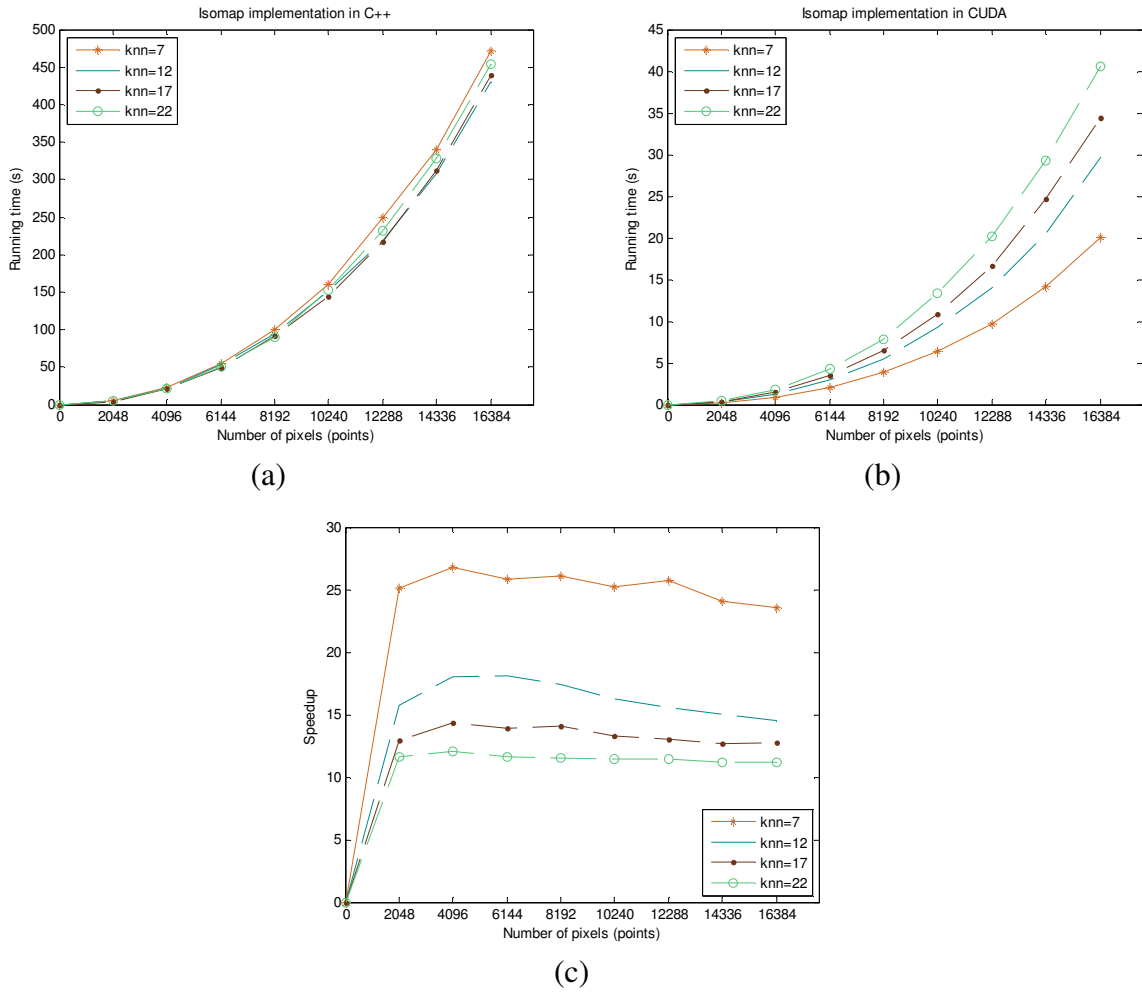 Isomap implementation in C++
500
450
400
350
300
250
200
150
100
50
0
Running time (s)
knn=7
knn=12
knn=17
knn=22
0 2048 4096 6144 8192 10240 12288 14336 16384
Number of pixels (points)
(a)
Isomap implementation in CUDA
45
40
35
30
25
20
15
10
5
0
Running time (s)
knn=7
knn=12
knn=17
knn=22
0 2048 4096 6144 8192 10240 12288 14336 16384
Number of pixels (points)
(b)
30
25
20
15
10
5
0
Speedup
knn=7
knn=12
knn=17
knn=22
0 2048 4096 6144 8192 10240 12288 14336 16384
Number of pixels (points)
(c)